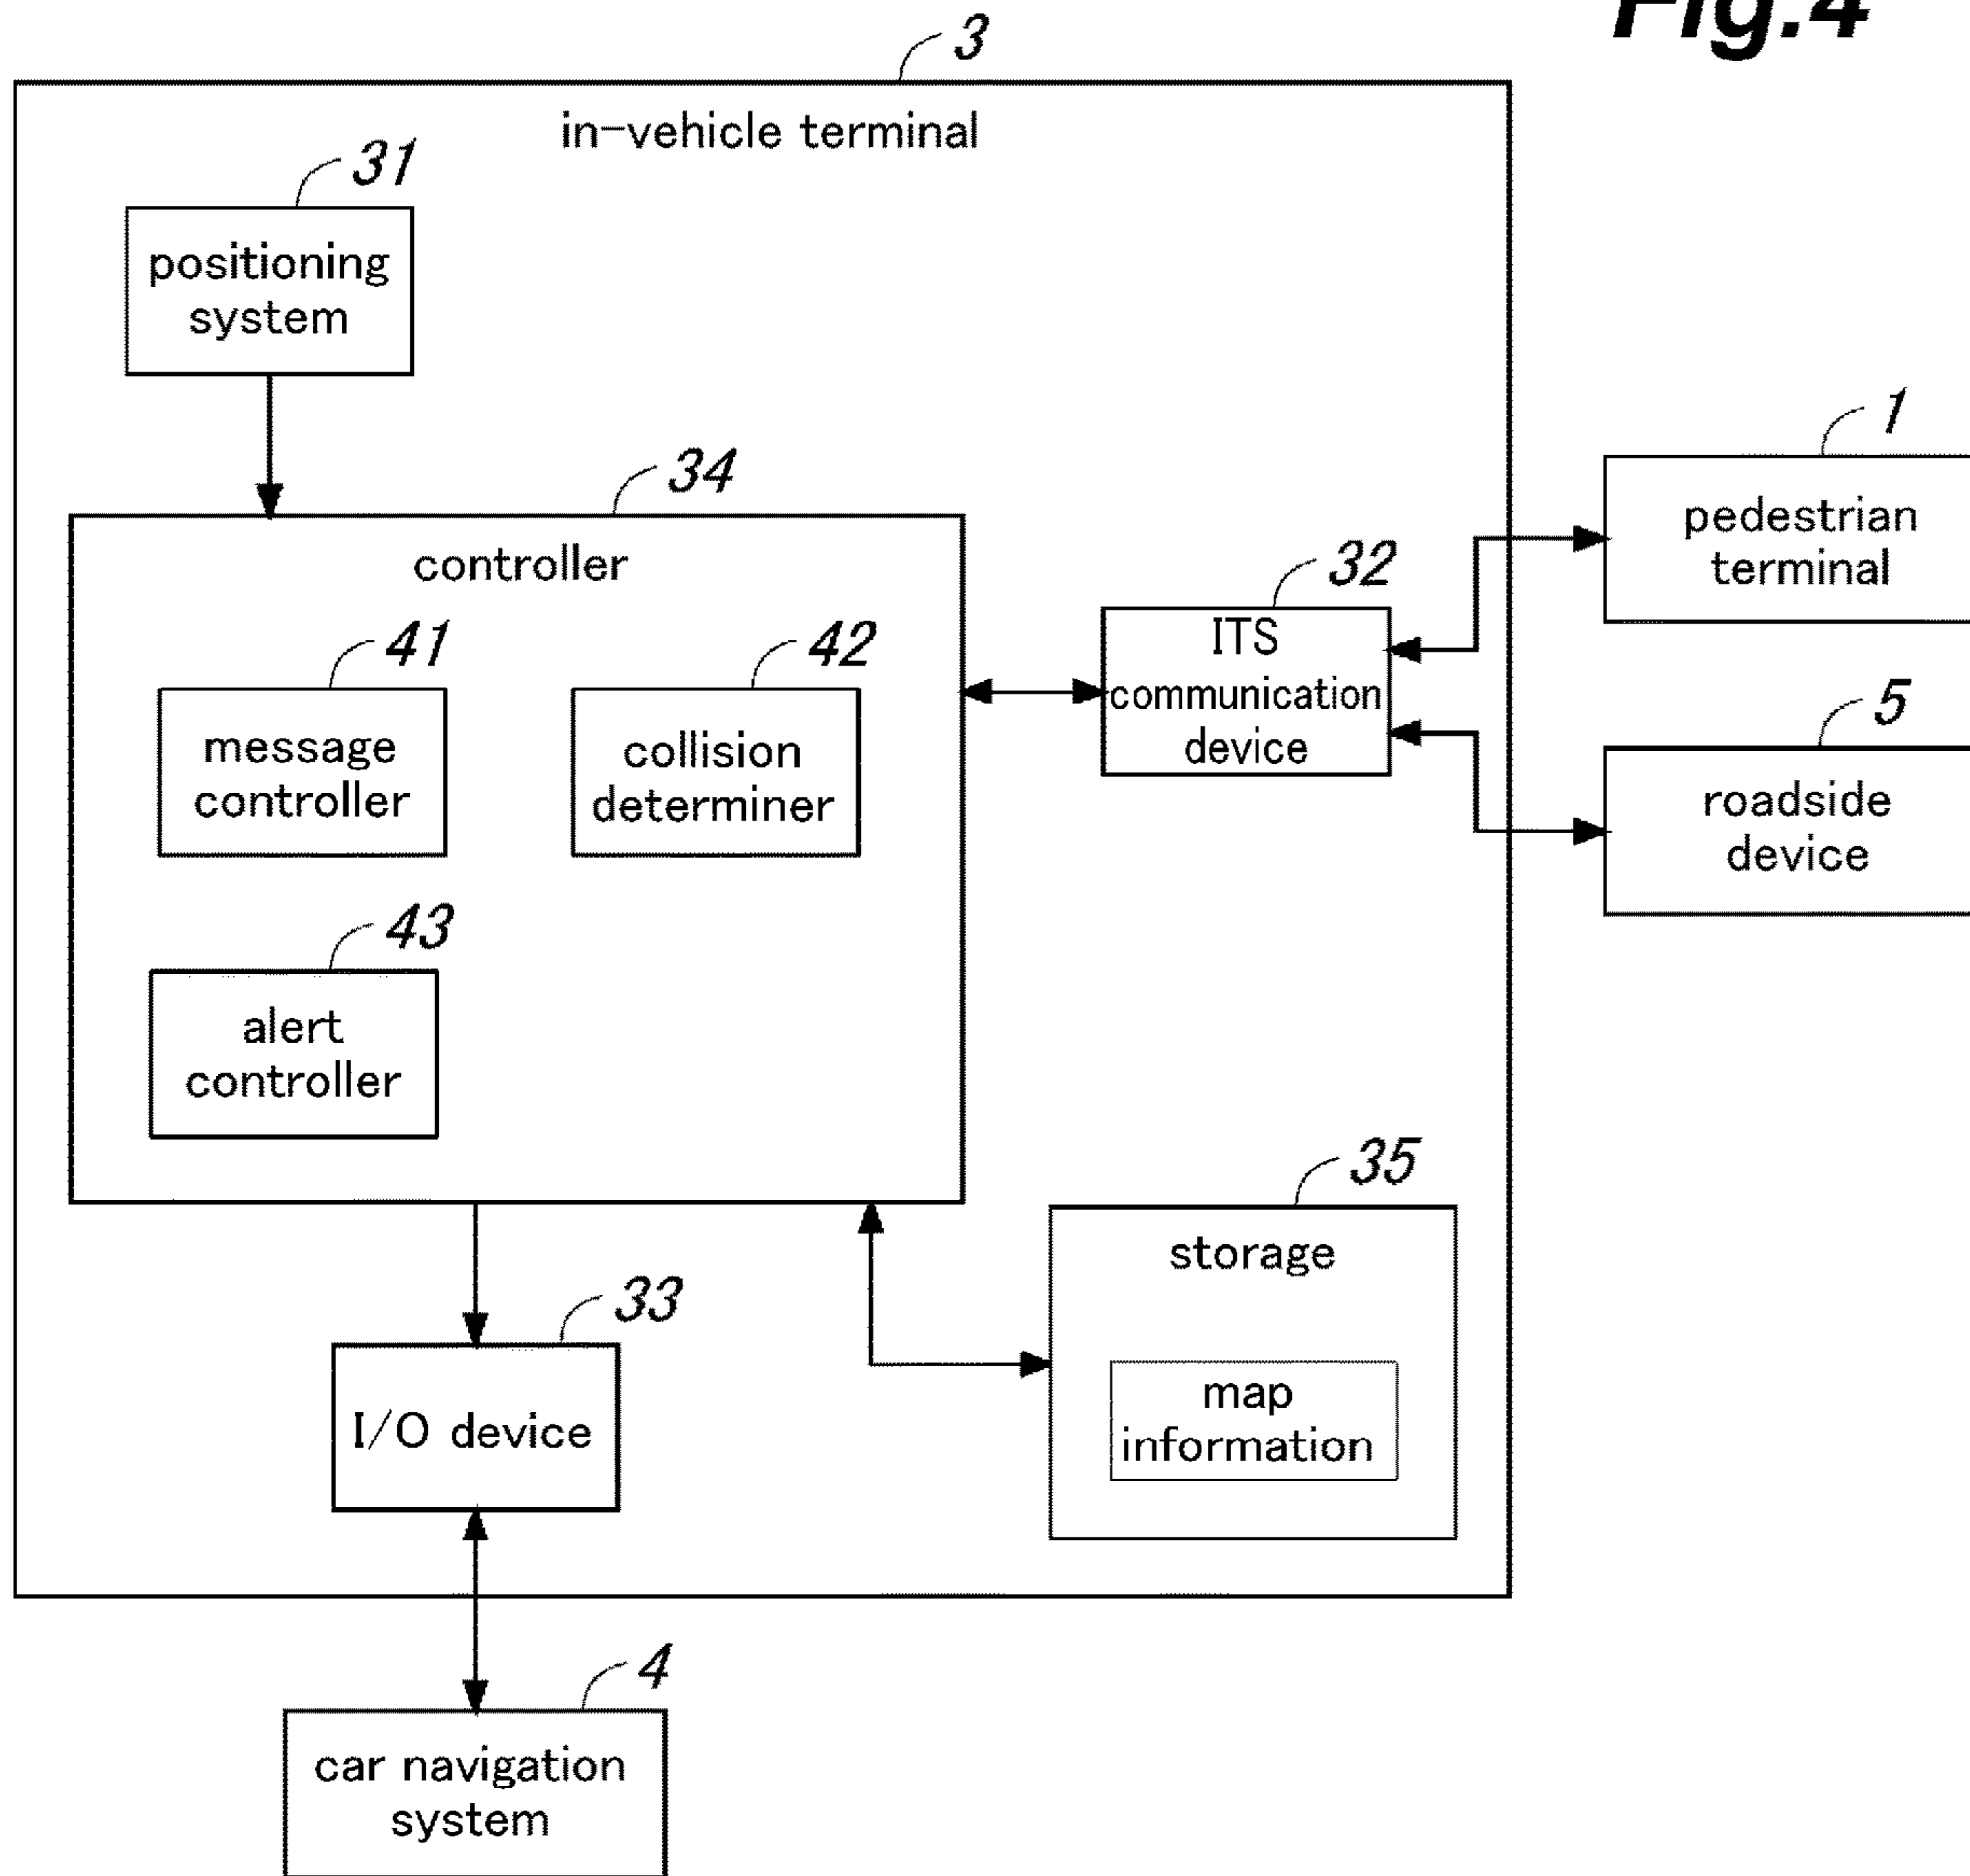 Fig.4
3
in-vehicle terminal
31
positioning
system
34
controller
1
pedestrian
terminal
32
ITS
communication
device
41
message
controller
42
collision
determiner
5
roadside
device
43
alert
controller
35
storage
map
information
33
I/O device
4
car navigation
system